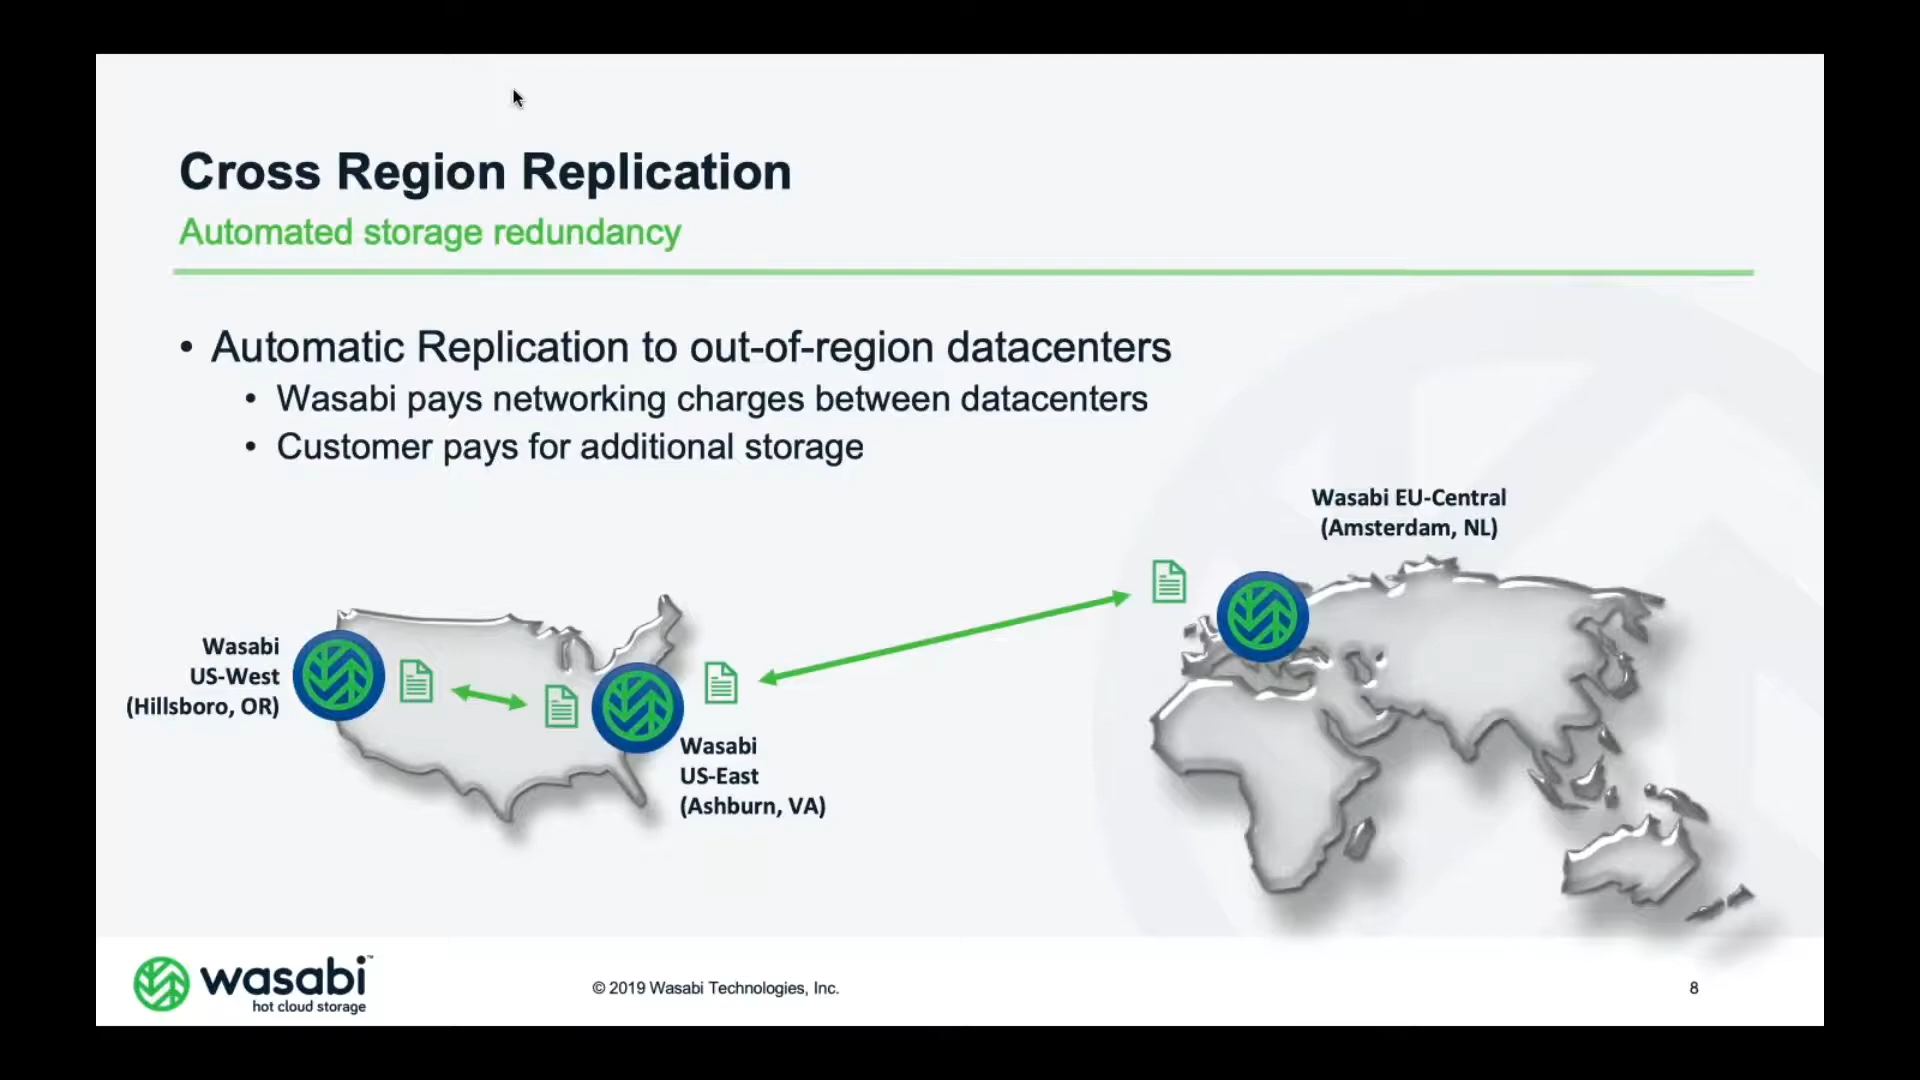 Cross Region Replication
Automated storage redundancy
• Automatic Replication to out-of-region datacenters
• Wasabi pays networking charges between datacenters
• Customer pays for additional storage
Wasabi EU-Central
(Amsterdam, NL)
Wasabi
US-West
(Hillsboro, OR)
Wasabi
US-East
(Ashburn, VA)
wasabi™
hot cloud storage
© 2019 Wasabi Technologies, Inc.
8